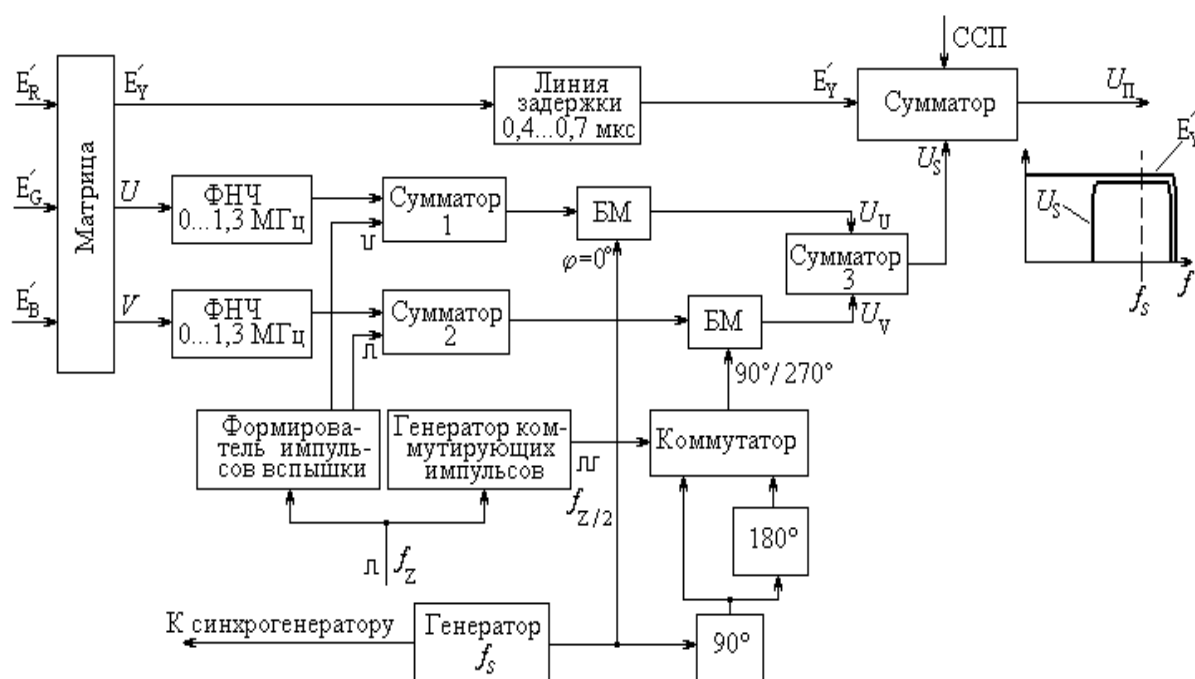 ССП
E′R
E′Y
Линия
задержки
0,4...0,7 мкс
E′Y
Сумматор
UП
E′Y
Матрица
E′G
U
ФНЧ
0...1,3 МГц
Сумматор
1
БМ
φ=0°
UU
US
US
Сумматор
3
fS
f
E′B
V
ФНЧ
0...1,3 МГц
Сумматор
2
БМ
UV
90°/270°
Формирова-
тель импуль-
сов вспышки
Генератор ком-
мутирующих
импульсов
Коммутатор
fZ/2
180°
fZ
К синхрогенератору
Генератор
fS
90°